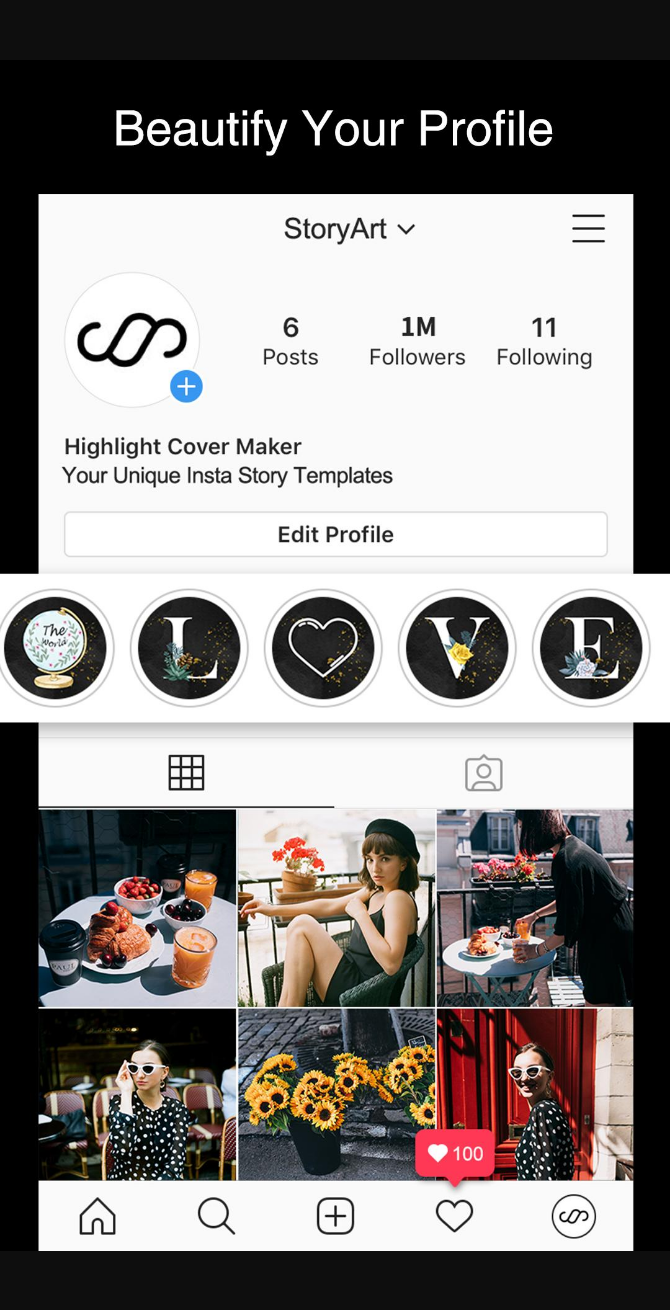 Beautify Your Profile
StoryArt
6
1M
11
Posts
Followers
Following
Highlight Cover Maker
Your Unique Insta Story Templates
Edit Profile
The
World
L
V
E
100